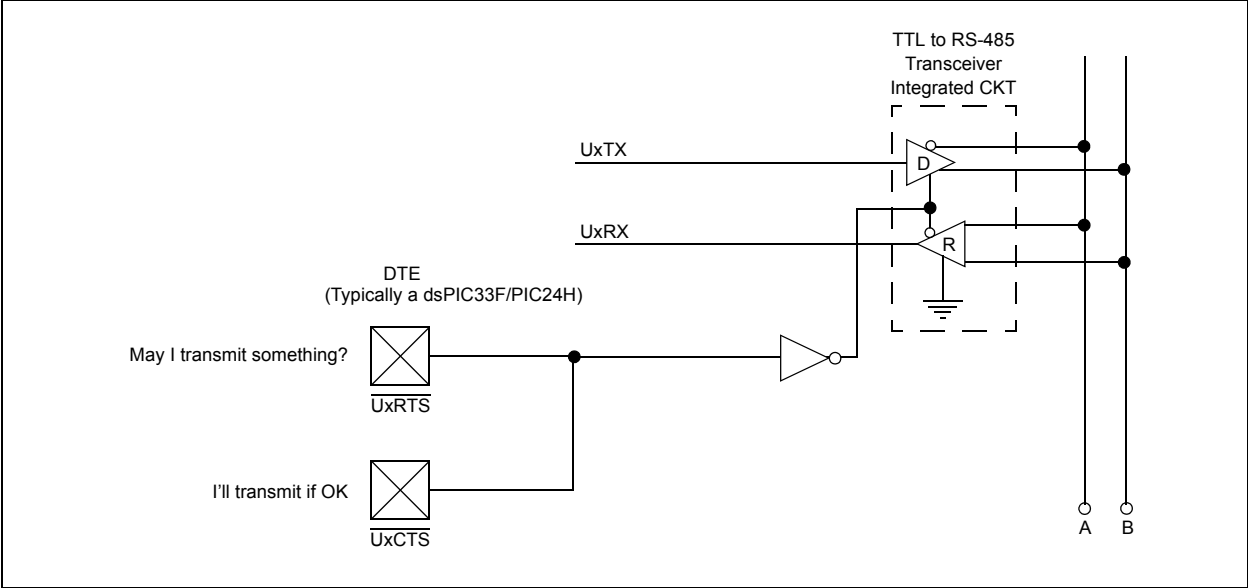 TTL to RS-485
Transceiver
Integrated CKT
UxTX
D
UxRX
R
DTE
(Typically a dsPIC33F/PIC24H)
May I transmit something?
UxRTS
I'll transmit if OK
UxCTS
A B